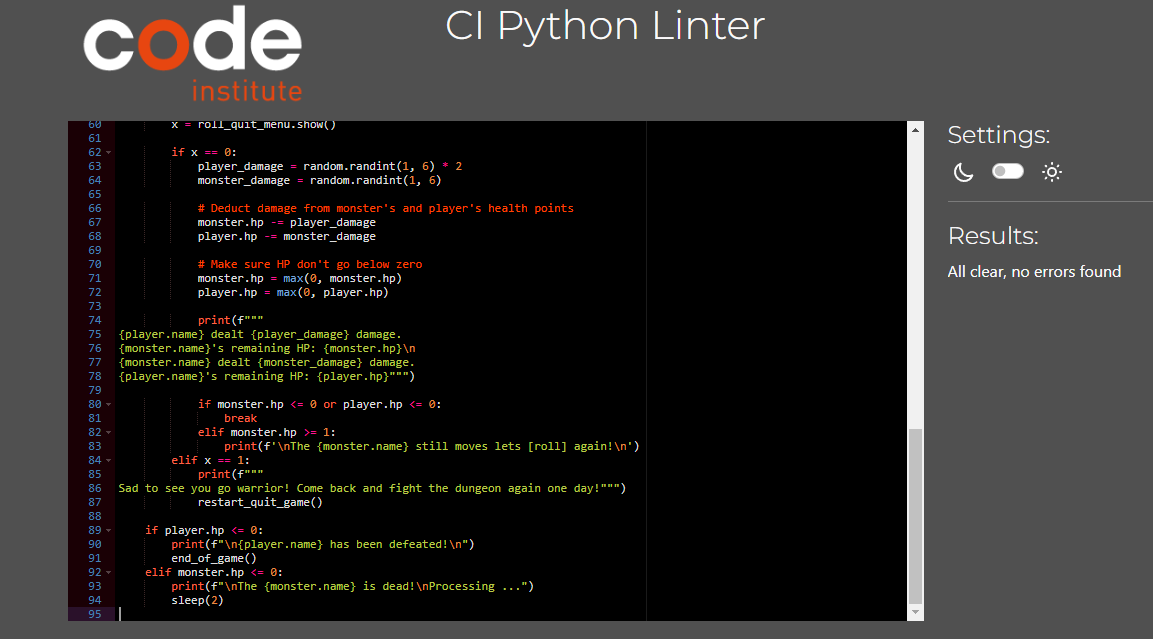 code
institute
CI Python Linter
60 x = roll_quit_menu.show()
61
62 if x == 0:
63 player_damage = random.randint(1, 6) * 2
64 monster_damage = random.randint(1, 6)
65
66 # Deduct damage from monster's and player's health points
67 monster.hp -= player_damage
68 player.hp -= monster_damage
69
70 # Make sure HP don't go below zero
71 monster.hp = max(0, monster.hp)
72 player.hp = max(0, player.hp)
73
74 print(f"""
75 {player.name} dealt {player_damage} damage.
76 {monster.name}'s remaining HP: {monster.hp}\n
77 {monster.name} dealt {monster_damage} damage.
78 {player.name}'s remaining HP: {player.hp}""")
79
80 if monster.hp <= 0 or player.hp <= 0:
81 break
82 elif monster.hp >= 1:
83 print(f'\nThe {monster.name} still moves lets [roll] again!\n')
84 elif x == 1:
85 print(f"""
86 Sad to see you go warrior! Come back and fight the dungeon again one day!""")
87 restart_quit_game()
88
89 if player.hp <= 0:
90 print(f"\n{player.name} has been defeated!\n")
91 end_of_game()
92 elif monster.hp <= 0:
93 print(f"\nThe {monster.name} is dead!\nProcessing ...")
94 sleep(2)
95
Settings:
Results:
All clear, no errors found